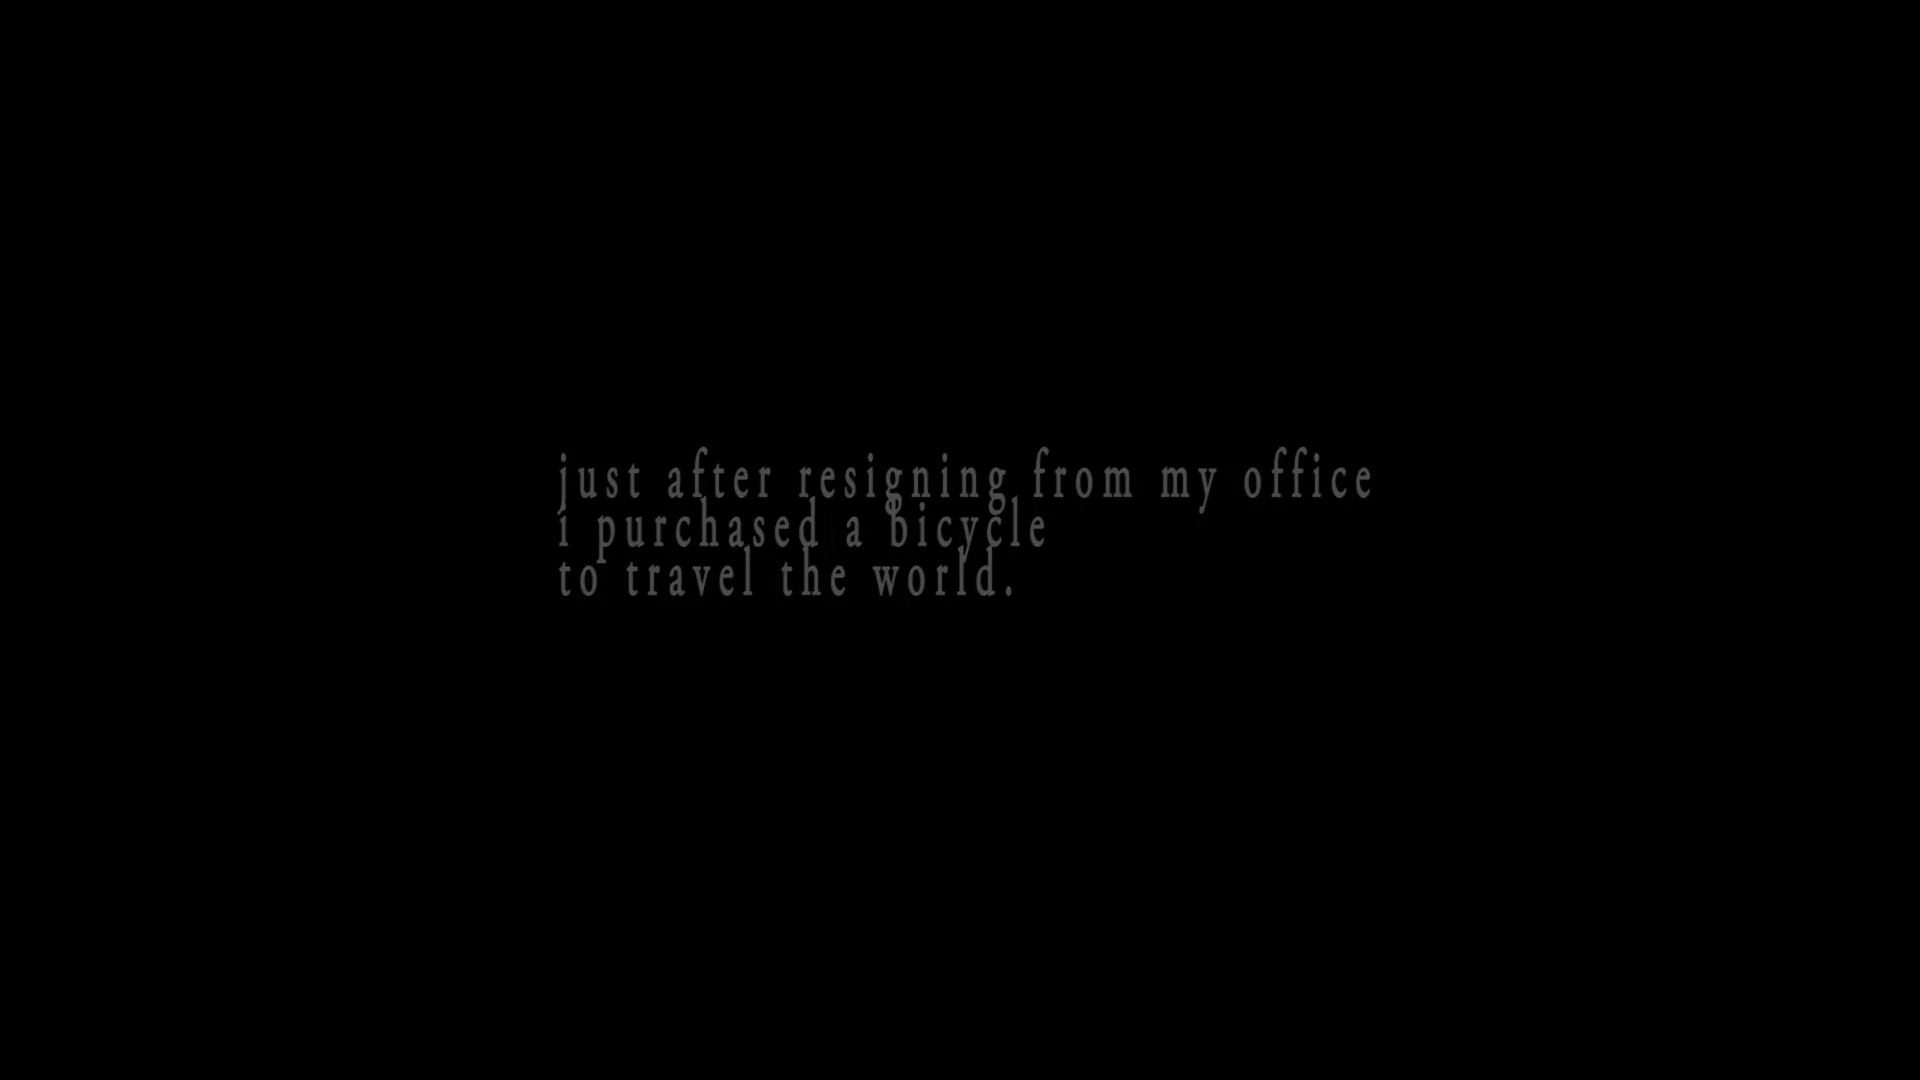 just after resigning from my office
i purchased a bicycle
to travel the world.